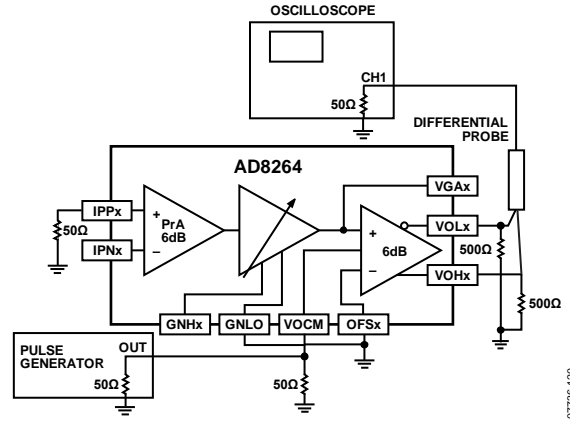 OSCILLOSCOPE
CH1
50Ω
DIFFERENTIAL
PROBE
AD8264
IPPx
+
PrA
6dB
–
IPNx
50Ω
VGAx
+
6dB
–
VOLx
500Ω
VOHx
500Ω
GNHx
GNLO
VOCM
OFSx
PULSE
GENERATOR
OUT
50Ω
50Ω